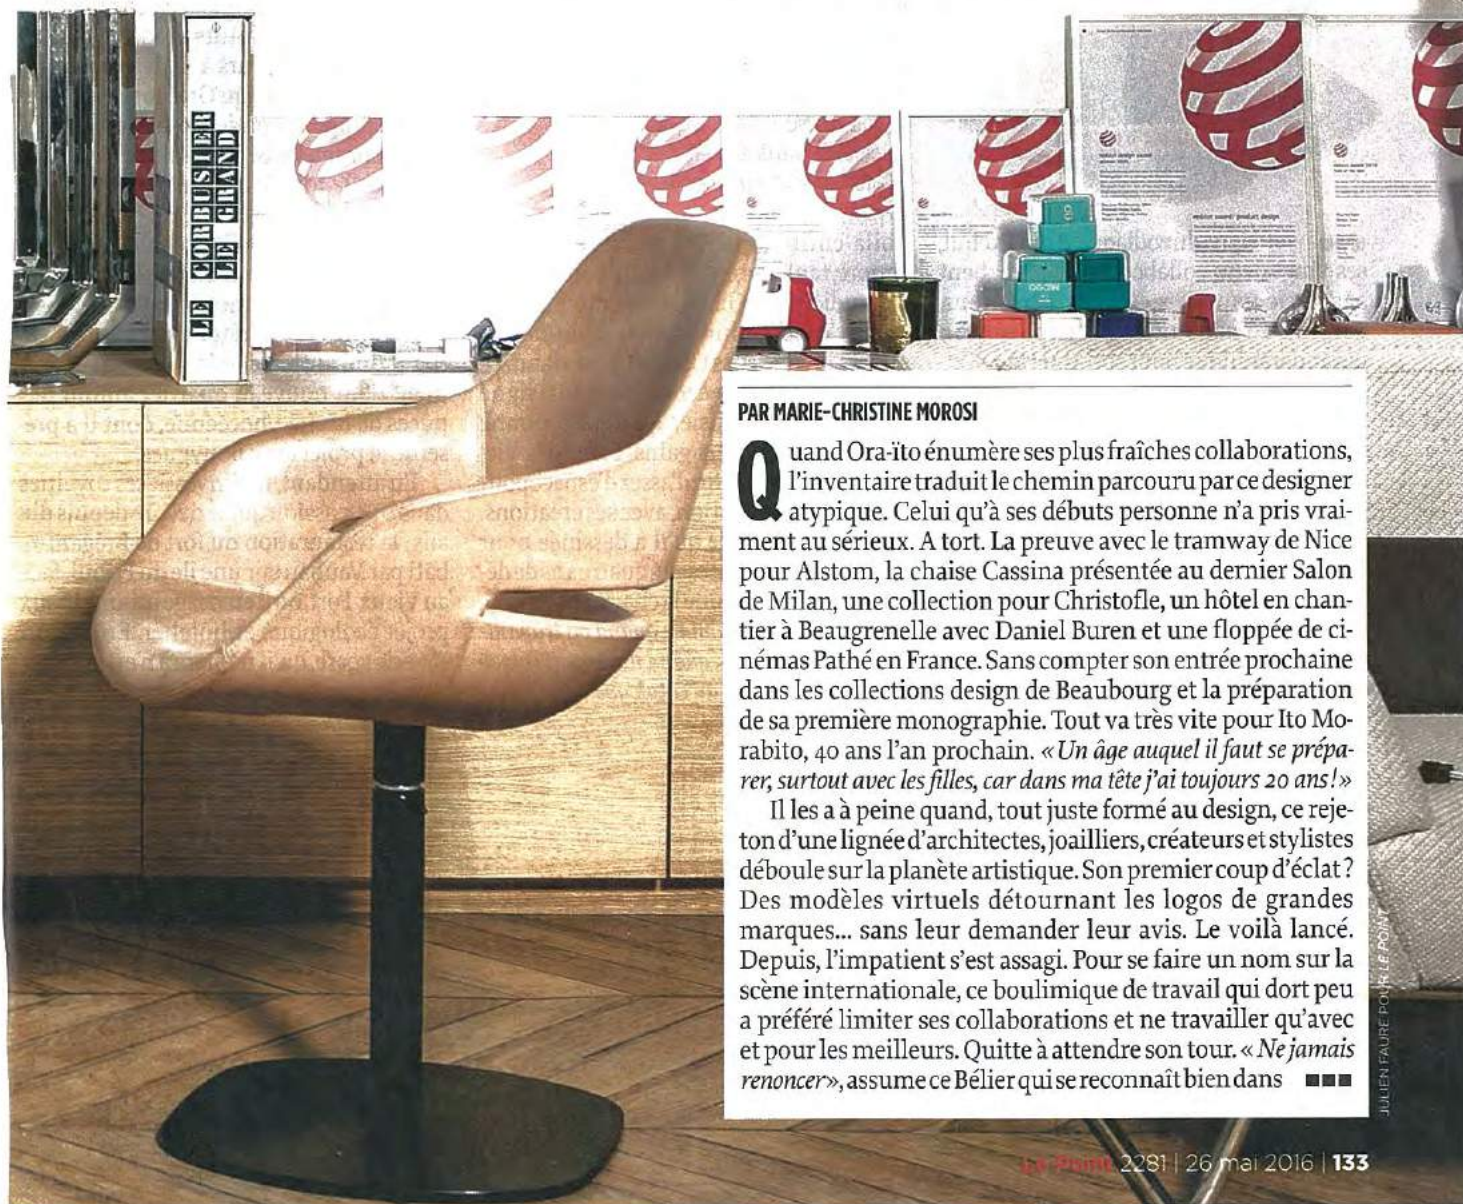 LE CORBUSIER
LE GRAND
PAR MARIE-CHRISTINE MOROSI
Quand Ora-ïto énumère ses plus fraîches collaborations,
l'inventaire traduit le chemin parcouru par ce designer
atypique. Celui qu'à ses débuts personne n'a pris vrai-
ment au sérieux. A tort. La preuve avec le tramway de Nice
pour Alstom, la chaise Cassina présentée au dernier Salon
de Milan, une collection pour Christofle, un hôtel en chan-
tier à Beaugrenelle avec Daniel Buren et une floppée de ci-
némas Pathé en France. Sans compter son entrée prochaine
dans les collections design de Beaubourg et la préparation
de sa première monographie. Tout va très vite pour Ito Mo-
rabito, 40 ans l'an prochain. « Un âge auquel il faut se prépa-
rer, surtout avec les filles, car dans ma tête j'ai toujours 20 ans ! »
Il les a à peine quand, tout juste formé au design, ce reje-
ton d'une lignée d'architectes, joailliers, créateurs et stylistes
déboule sur la planète artistique. Son premier coup d'éclat ?
Des modèles virtuels détournant les logos de grandes
marques... sans leur demander leur avis. Le voilà lancé.
Depuis, l'impatient s'est assagi. Pour se faire un nom sur la
scène internationale, ce boulimique de travail qui dort peu
a préféré limiter ses collaborations et ne travailler qu'avec
et pour les meilleurs. Quitte à attendre son tour. « Ne jamais
renoncer », assume ce Bélier qui se reconnaît bien dans
JULIEN FAURE POUR LE POINT
Le Point 2281 | 26 mai 2016 | 133